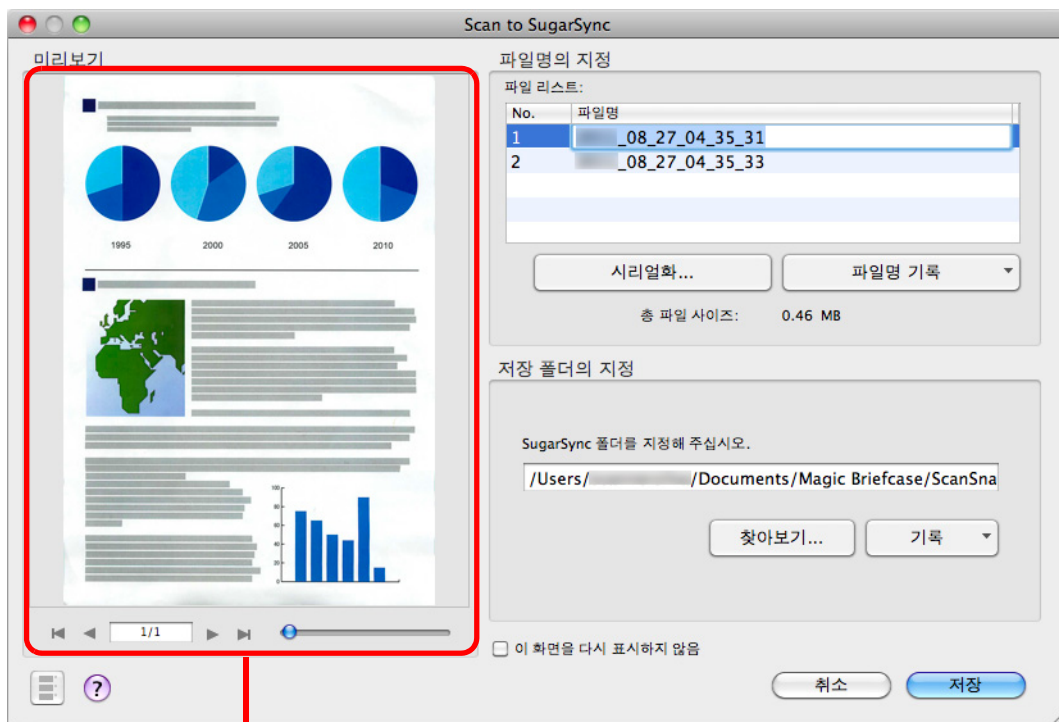 Scan to SugarSync
미리보기
1995 2000 2005 2010
100
80
60
40
20
0
1/1
?
파일명의 지정
파일 리스트:
No. 파일명
1 _08_27_04_35_31
2 _08_27_04_35_33
시리얼화...
파일명 기록
총 파일 사이즈: 0.46 MB
저장 폴더의 지정
SugarSync 폴더를 지정해 주십시오.
/Users/ /Documents/Magic Briefcase/ScanSna
찾아보기...
기록
이 화면을 다시 표시하지 않음
취소
저장